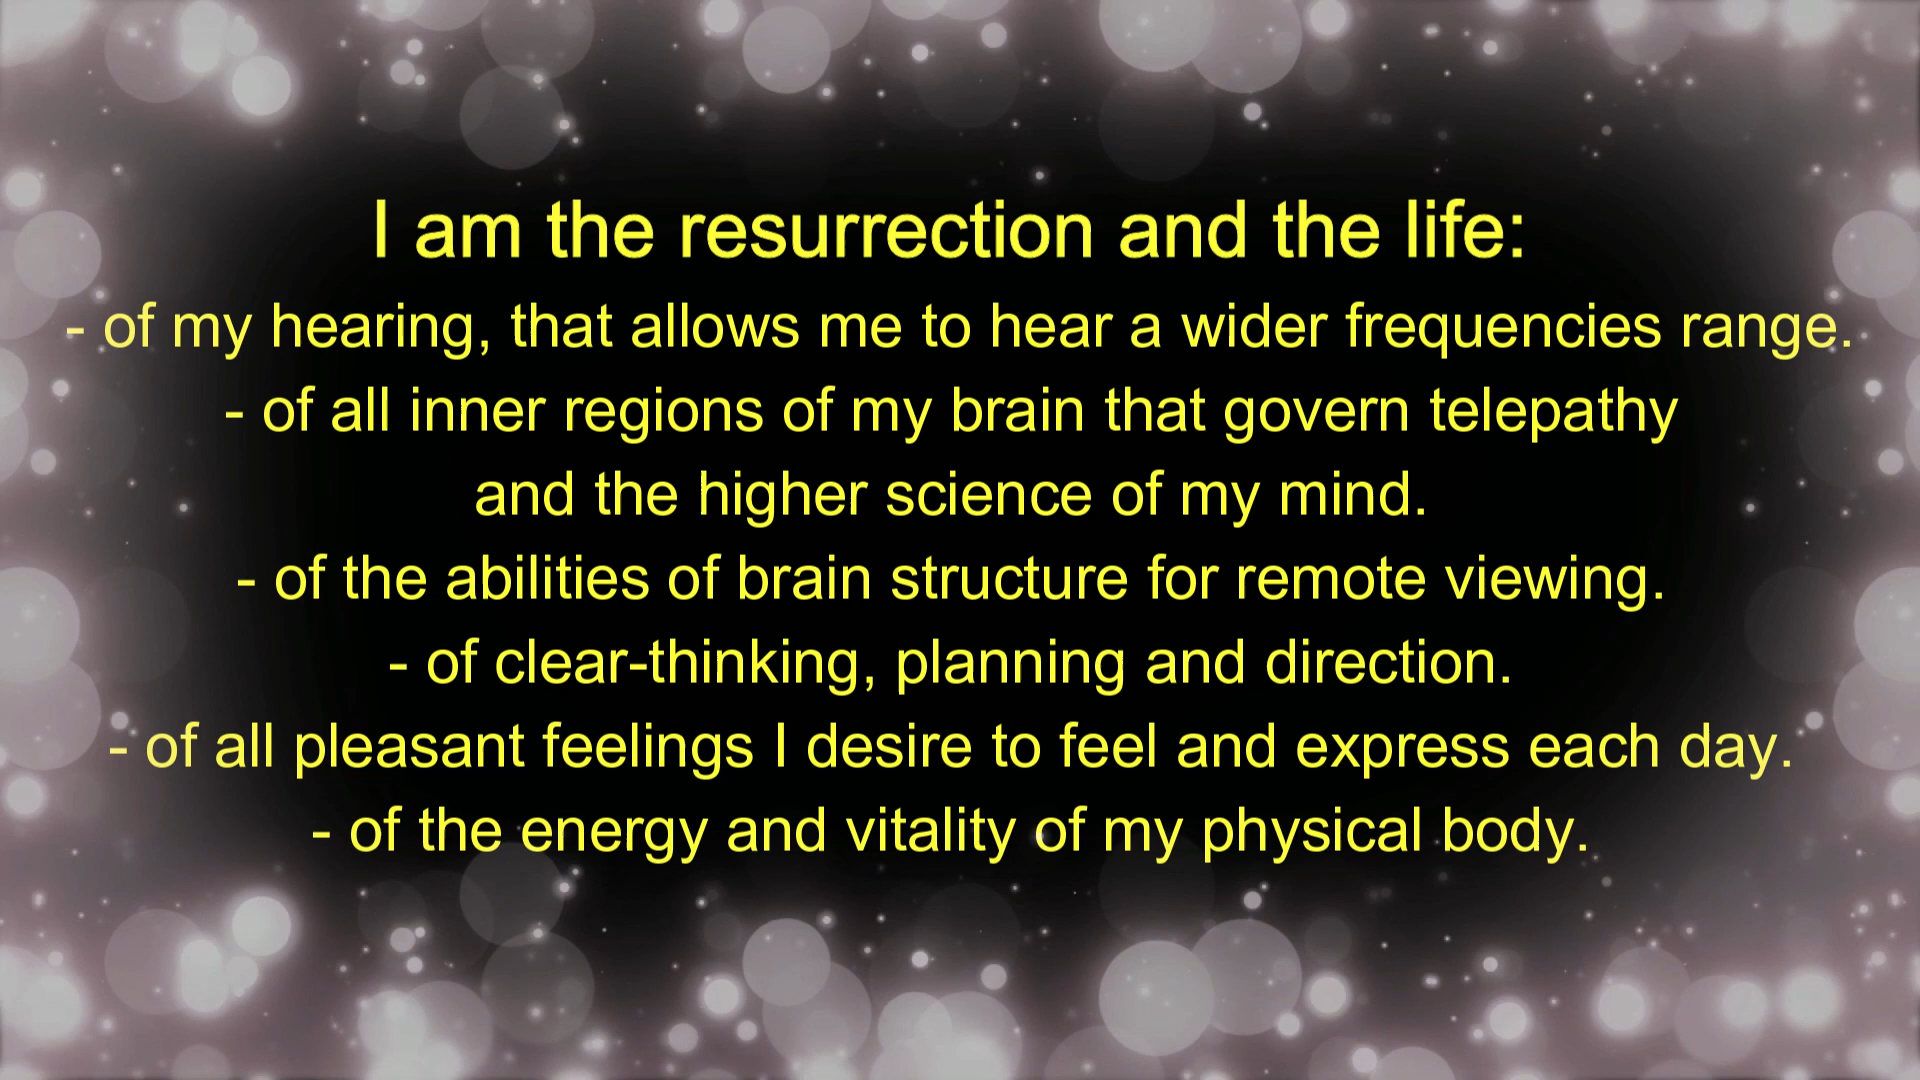 I am the resurrection and the life:
- of my hearing, that allows me to hear a wider frequencies range.
- of all inner regions of my brain that govern telepathy
and the higher science of my mind.
- of the abilities of brain structure for remote viewing.
- of clear-thinking, planning and direction.
- of all pleasant feelings I desire to feel and express each day.
- of the energy and vitality of my physical body.